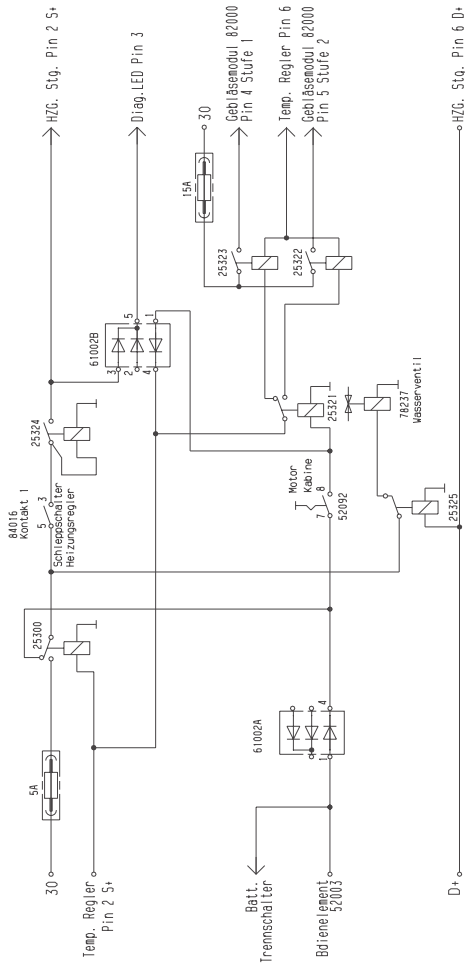 30
5A
25300
84016
Kontakt 1
5
3
Schleppschalter
Heizungsregler
25324
HZG. Stg. Pin 2 S+
Temp. Regler
Pin 2 S+
61002B
3
2
4
5
1
Diag.LED Pin 3
15A
30
25323
Gebläsemodul 82000
Pin 4 Stufe 1
Temp. Regler Pin 6
25322
Gebläsemodul 82000
Pin 5 Stufe 2
Batt.
Trennschalter
Bdienelement
52003
61002A
1
4
Motor
Kabine
7
8
52092
25321
78237
Wasserventil
25325
D+
HZG. Stg. Pin 6 D+